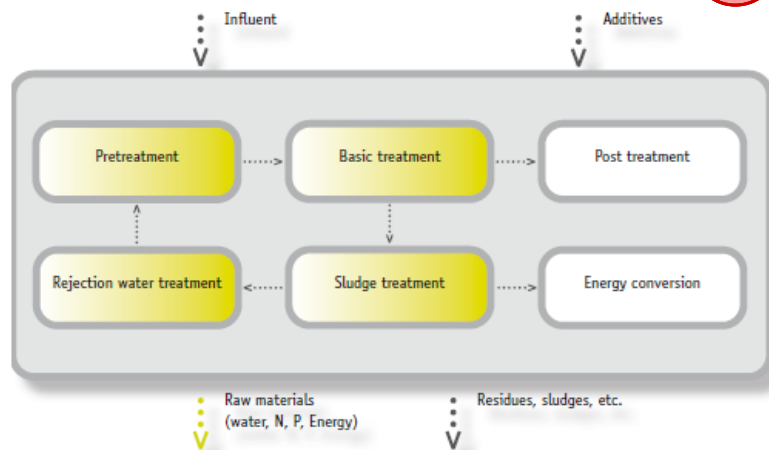 Influent
Additives
Pretreatment
Basic treatment
Post treatment
Rejection water treatment
Sludge treatment
Energy conversion
Raw materials
(water, N, P, Energy)
Residues, sludges, etc.